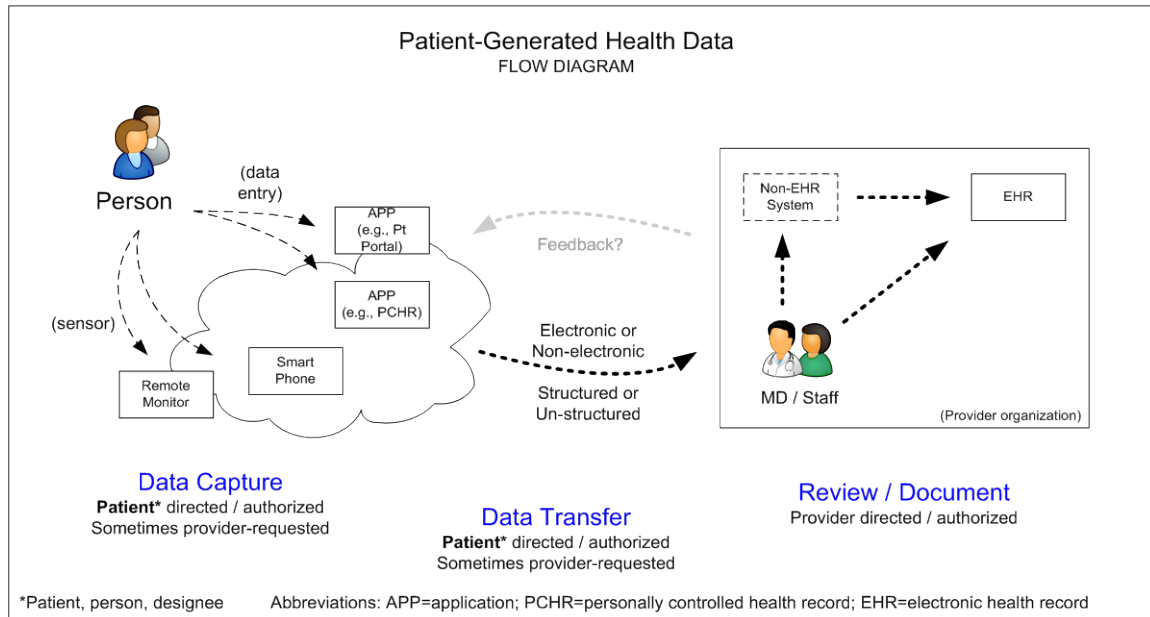 Patient-Generated Health Data
FLOW DIAGRAM
Person
(data
entry)
(sensor)
APP
(e.g., Pt
Portal)
APP
(e.g., PCHR)
Smart
Phone
Remote
Monitor
Feedback?
Electronic or
Non-electronic
Structured or
Un-structured
Non-EHR
System
EHR
MD / Staff
(Provider organization)
Data Capture
Patient* directed / authorized
Sometimes provider-requested
Data Transfer
Patient* directed / authorized
Sometimes provider-requested
Review / Document
Provider directed / authorized
*Patient, person, designee
Abbreviations: APP=application; PCHR=personally controlled health record; EHR=electronic health record